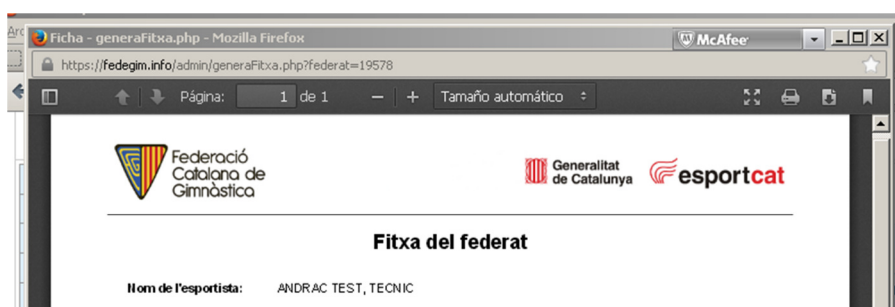 Ficha - generaFitxa.php - Mozilla Firefox
McAfee
https://fedegim.info/admin/generaFitxa.php?federat=19578
Página: 1 de 1 Tamaño automático
Federació
Catalana de
Gimnàstica
Generalitat
de Catalunya
esportcat
Fitxa del federat
Nom de l'esportista: ANDRAC TEST, TECNIC